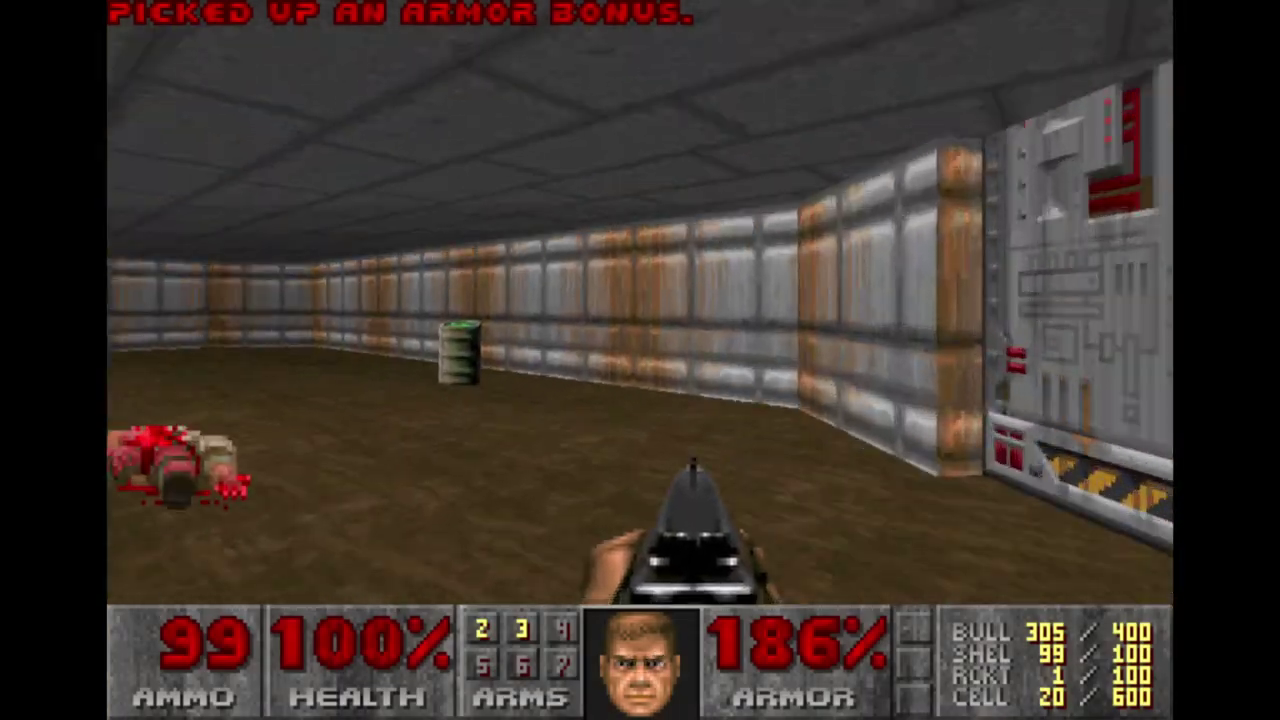 PICKED UP AN ARMOR BONUS.
99 100% 2 3 4 186% BULL 305 / 400
5 6 7 SHEL 99 / 100
RCKT 1 / 100
AMMO HEALTH ARMS ARMOR CELL 20 / 600